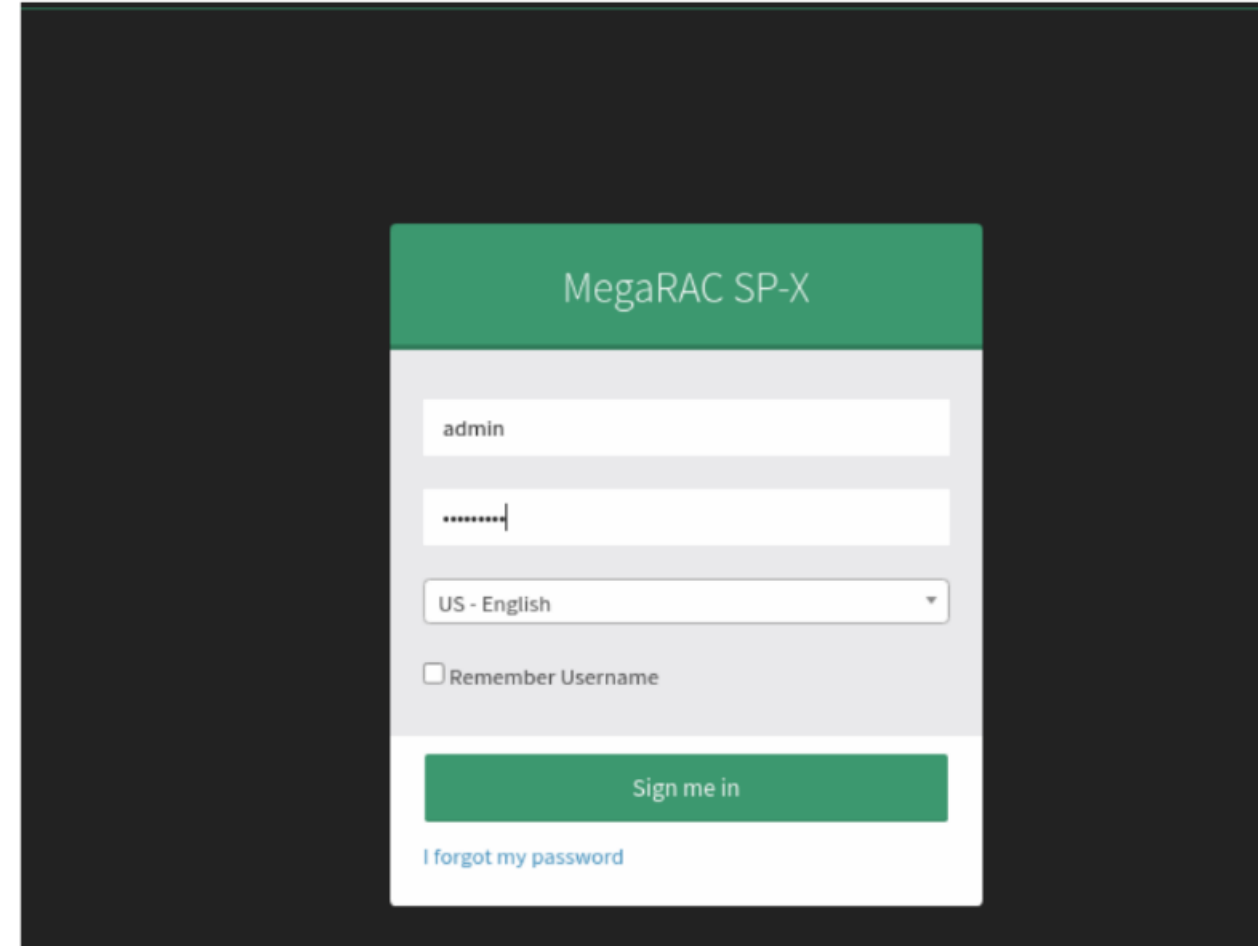 MegaRAC SP-X
admin
•••••••••
US - English
Remember Username
Sign me in
I forgot my password